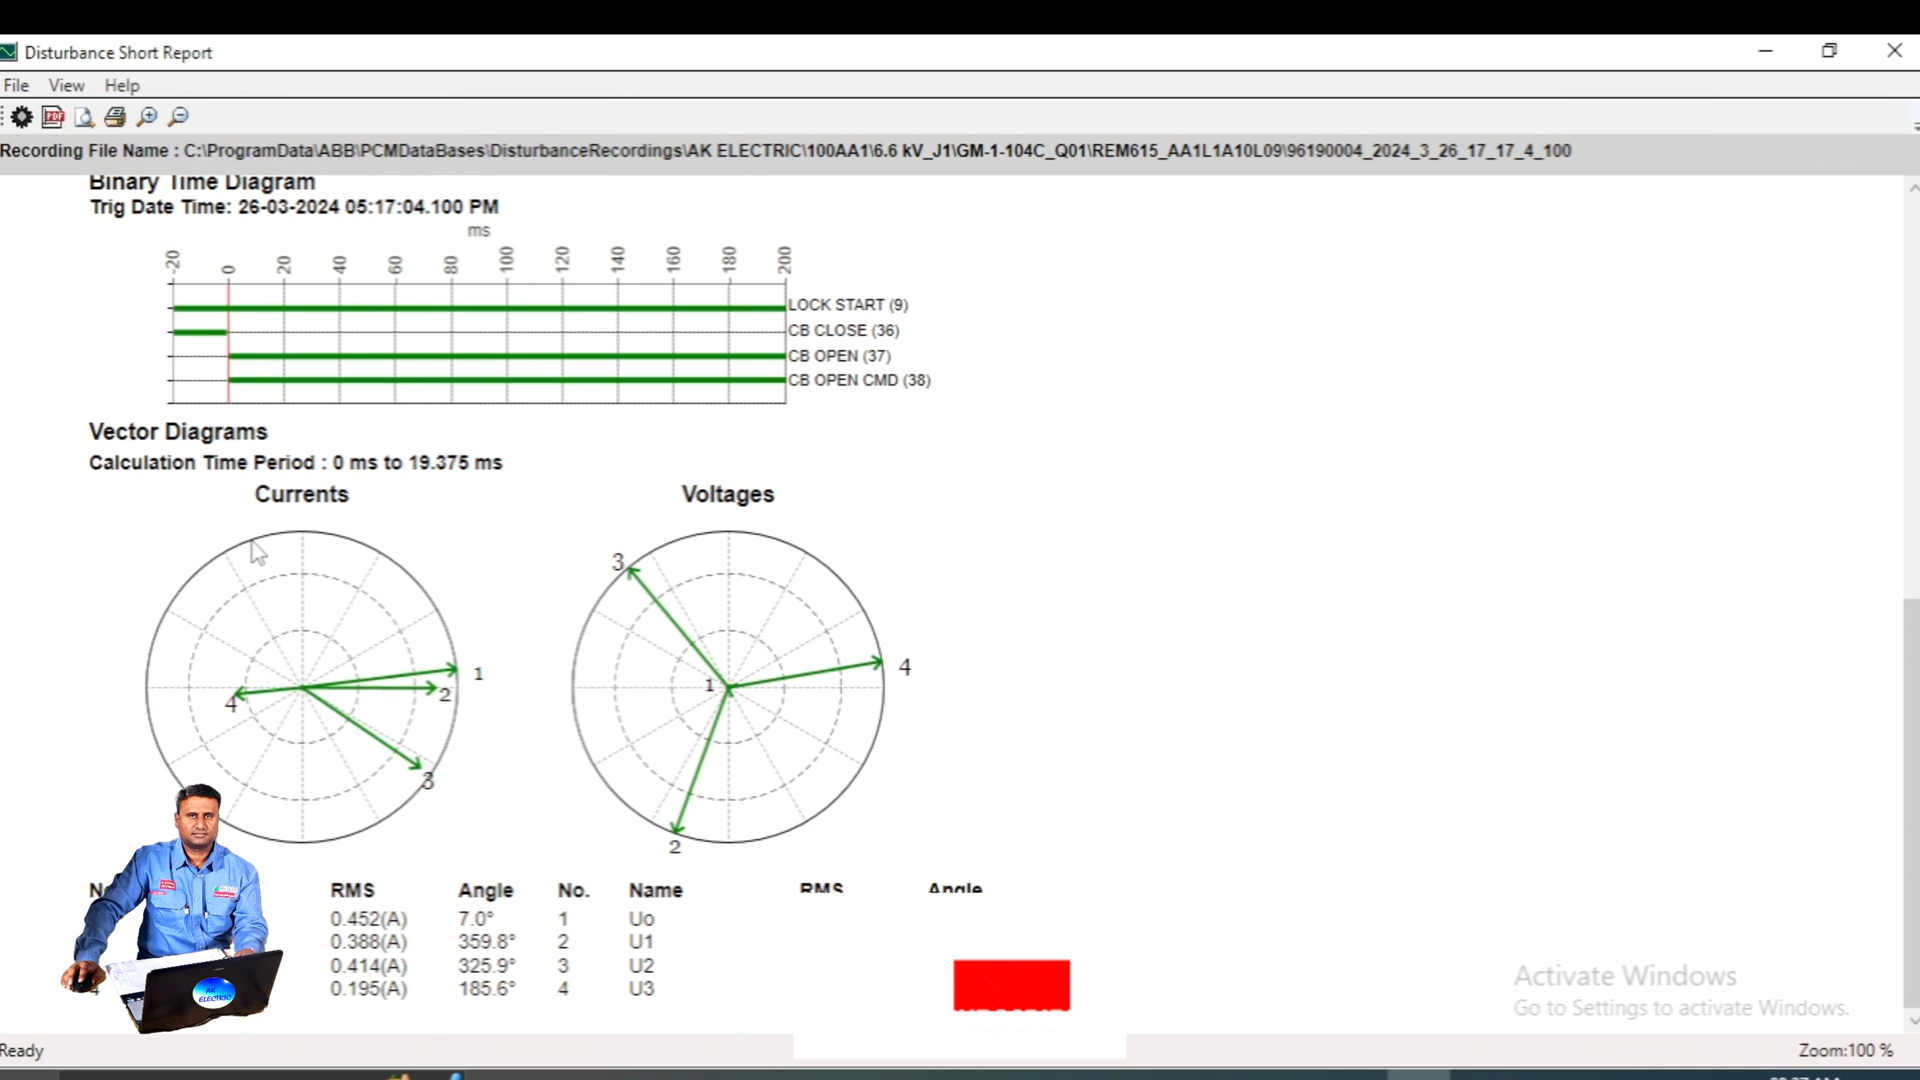 Disturbance Short Report
File View Help
PDF
Recording File Name : C:\ProgramData\ABB\PCMDataBases\DisturbanceRecordings\AK ELECTRIC\100AA1\6.6 kV_J1\GM-1-104C_Q01\REM615_AA1L1A10L09\96190004_2024_3_26_17_17_4_100
Binary Time Diagram
Trig Date Time: 26-03-2024 05:17:04.100 PM
ms
-20 0 20 40 60 80 100 120 140 160 180 200
LOCK START (9)
CB CLOSE (36)
CB OPEN (37)
CB OPEN CMD (38)
Vector Diagrams
Calculation Time Period : 0 ms to 19.375 ms
Currents Voltages
1 2 3 4
1 2 3 4
RMS Angle No. Name RMS Angle
0.452(A) 7.0° 1 Uo
0.388(A) 359.8° 2 U1
0.414(A) 325.9° 3 U2
4 0.195(A) 185.6° 4 U3
AK
ELECTRIC
Activate Windows
Go to Settings to activate Windows.
Ready Zoom:100 %